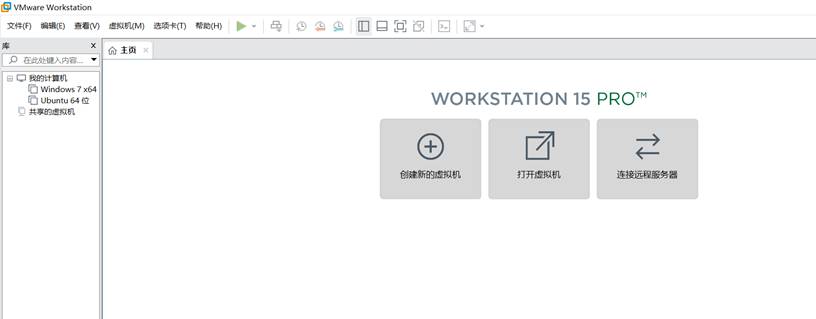 VMware Workstation
文件(F) 编辑(E) 查看(V) 虚拟机(M) 选项卡(T) 帮助(H)
库 X
在此处键入内容...
主页
我的计算机
Windows 7 x64
Ubuntu 64 位
共享的虚拟机
WORKSTATION 15 PRO™
创建新的虚拟机
打开虚拟机
连接远程服务器